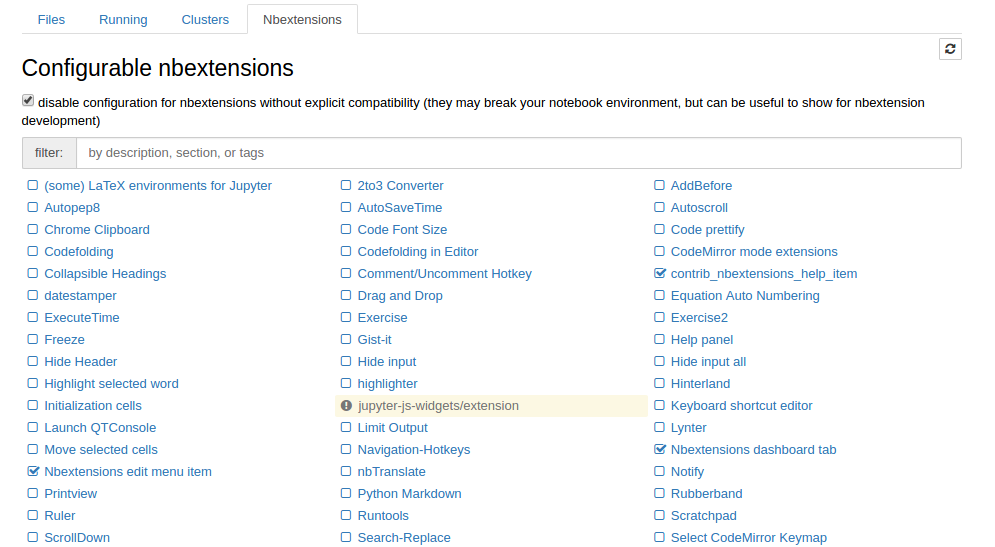 Files Running Clusters Nbextensions
Configurable nbextensions
disable configuration for nbextensions without explicit compatibility (they may break your notebook environment, but can be useful to show for nbextension
development)
filter: by description, section, or tags
(some) LaTeX environments for Jupyter 2to3 Converter AddBefore
Autopep8 AutoSaveTime Autoscroll
Chrome Clipboard Code Font Size Code prettify
Codefolding Codefolding in Editor CodeMirror mode extensions
Collapsible Headings Comment/Uncomment Hotkey contrib_nbextensions_help_item
datestamper Drag and Drop Equation Auto Numbering
ExecuteTime Exercise Exercise2
Freeze Gist-it Help panel
Hide Header Hide input Hide input all
Highlight selected word highlighter Hinterland
Initialization cells jupyter-js-widgets/extension Keyboard shortcut editor
Launch QTConsole Limit Output Lynter
Move selected cells Navigation-Hotkeys Nbextensions dashboard tab
Nbextensions edit menu item nbTranslate Notify
Printview Python Markdown Rubberband
Ruler Runtools Scratchpad
ScrollDown Search-Replace Select CodeMirror Keymap